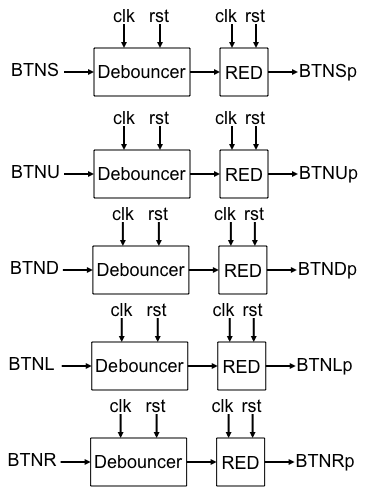 clk rst clk rst
BTNS Debouncer RED BTNSp
clk rst clk rst
BTNU Debouncer RED BTNUp
clk rst clk rst
BTND Debouncer RED BTNDp
clk rst clk rst
BTNL Debouncer RED BTNLp
clk rst clk rst
BTNR Debouncer RED BTNRp